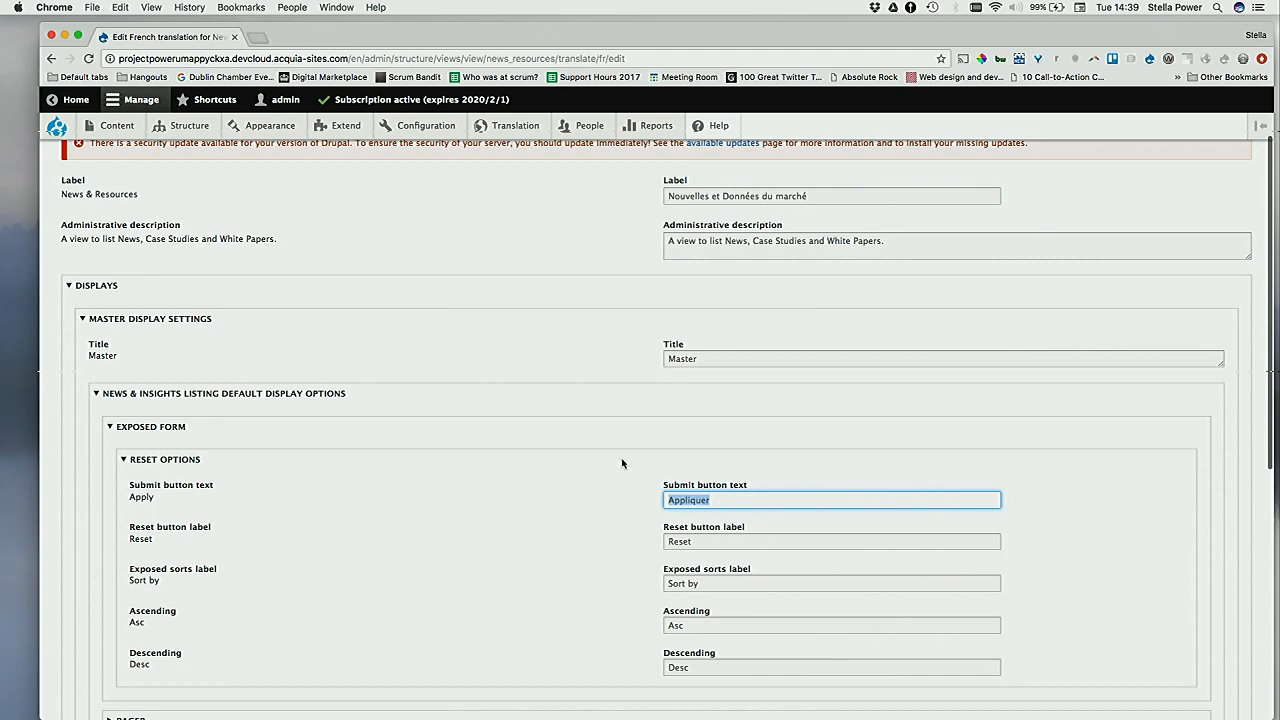 Chrome File Edit View History Bookmarks People Window Help 99% Tue 14:39 Stella Power
Edit French translation for Ne Stella
projectpowerumappyckxa.devcloud.acquia-sites.com/en/admin/structure/views/view/news_resources/translate/fr/edit
Default tabs Hangouts Dublin Chamber Eve... Digital Marketplace Scrum Bandit Who was at scrum? Support Hours 2017 Meeting Room 100 Great Twitter T... Absolute Rock Web design and dev... 10 Call-to-Action C... » Other Bookmarks
Home Manage Shortcuts admin Subscription active (expires 2020/2/1)
Content Structure Appearance Extend Configuration Translation People Reports Help
There is a security update available for your version of Drupal. To ensure the security of your server, you should update immediately! See the available updates page for more information and to install your missing updates.
Label Label
News & Resources Nouvelles et Données du marché
Administrative description Administrative description
A view to list News, Case Studies and White Papers. A view to list News, Case Studies and White Papers.
DISPLAYS
MASTER DISPLAY SETTINGS
Title Title
Master Master
NEWS & INSIGHTS LISTING DEFAULT DISPLAY OPTIONS
EXPOSED FORM
RESET OPTIONS
Submit button text Submit button text
Apply Appliquer
Reset button label Reset button label
Reset Reset
Exposed sorts label Exposed sorts label
Sort by Sort by
Ascending Ascending
Asc Asc
Descending Descending
Desc Desc
PAGER